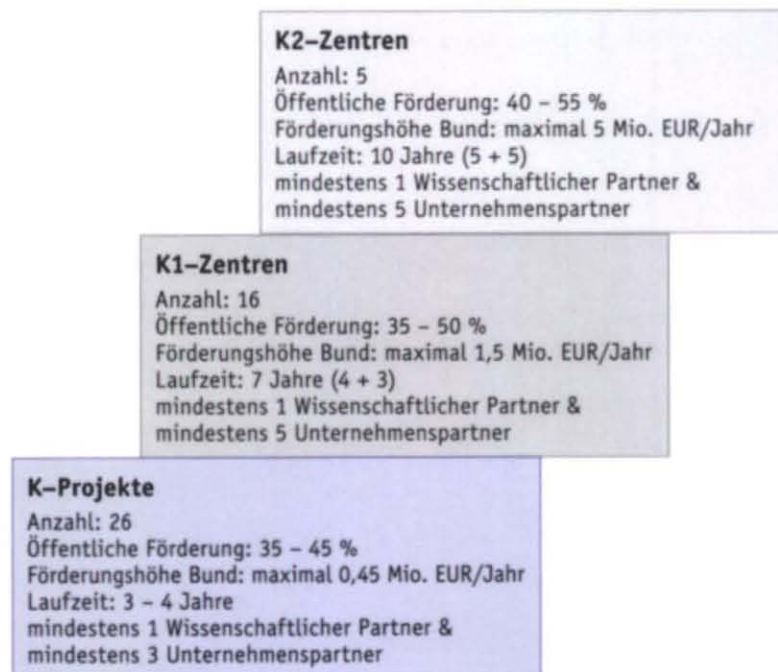 K2–Zentren
Anzahl: 5
Öffentliche Förderung: 40 – 55 %
Förderungshöhe Bund: maximal 5 Mio. EUR/Jahr
Laufzeit: 10 Jahre (5 + 5)
mindestens 1 Wissenschaftlicher Partner &
mindestens 5 Unternehmenspartner
K1–Zentren
Anzahl: 16
Öffentliche Förderung: 35 – 50 %
Förderungshöhe Bund: maximal 1,5 Mio. EUR/Jahr
Laufzeit: 7 Jahre (4 + 3)
mindestens 1 Wissenschaftlicher Partner &
mindestens 5 Unternehmenspartner
K–Projekte
Anzahl: 26
Öffentliche Förderung: 35 – 45 %
Förderungshöhe Bund: maximal 0,45 Mio. EUR/Jahr
Laufzeit: 3 – 4 Jahre
mindestens 1 Wissenschaftlicher Partner &
mindestens 3 Unternehmenspartner